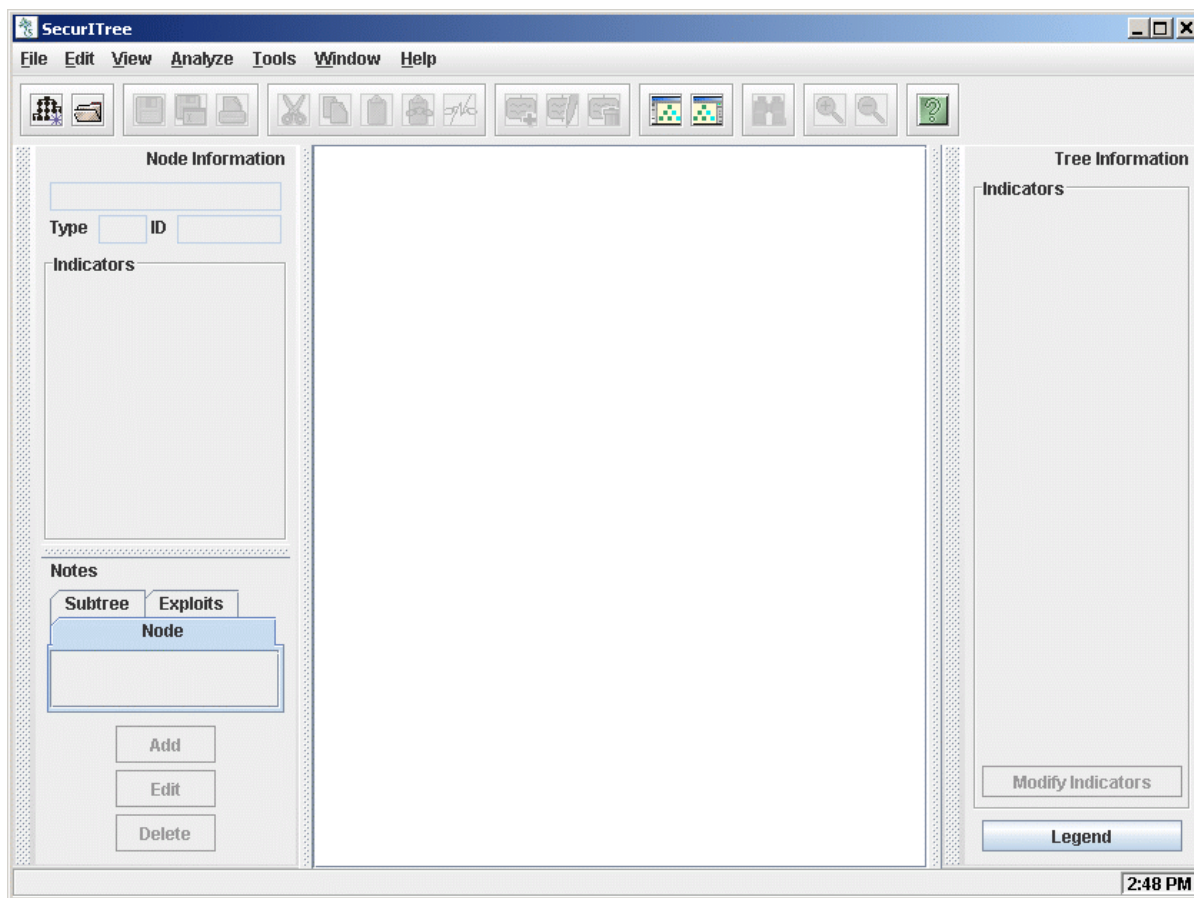 SecurITree
File Edit View Analyze Tools Window Help
Node Information
Type ID
Indicators
Notes
Subtree Exploits
Node
Add
Edit
Delete
Tree Information
Indicators
Modify Indicators
Legend
2:48 PM